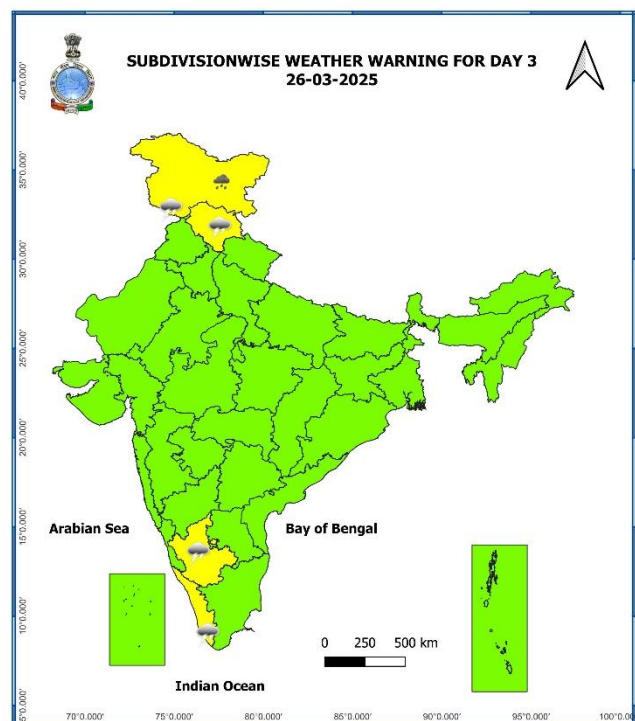 SUBDIVISIONWISE WEATHER WARNING FOR DAY 3
26-03-2025
40°0.000'
35°0.000'
30°0.000'
25°0.000'
20°0.000'
15°0.000'
10°0.000'
5°0.000'
Arabian Sea
Bay of Bengal
0 250 500 km
Indian Ocean
70°0.000' 75°0.000' 80°0.000' 85°0.000' 90°0.000' 95°0.000' 100°0.0